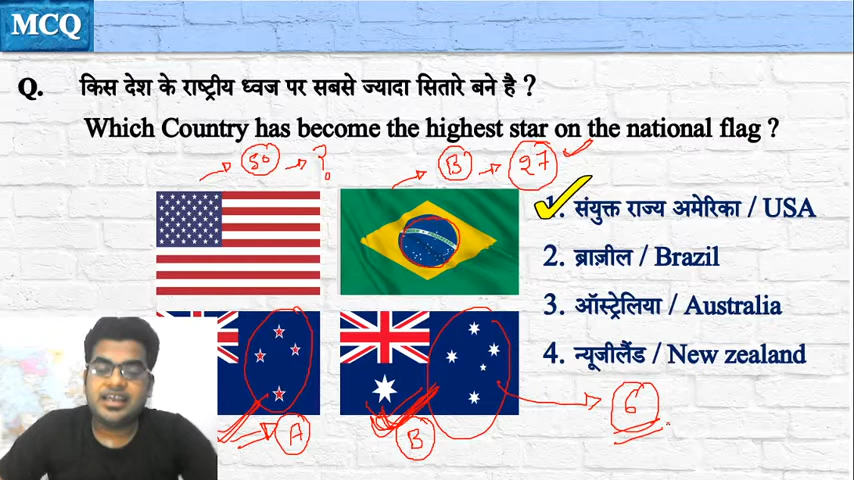 MCQ
Q. किस देश के राष्ट्रीय ध्वज पर सबसे ज्यादा सितारे बने है ?
Which Country has become the highest star on the national flag ?
50 → ?
B → 27
1. संयुक्त राज्य अमेरिका / USA
2. ब्राज़ील / Brazil
3. ऑस्ट्रेलिया / Australia
4. न्यूजीलैंड / New zealand
6
A
B